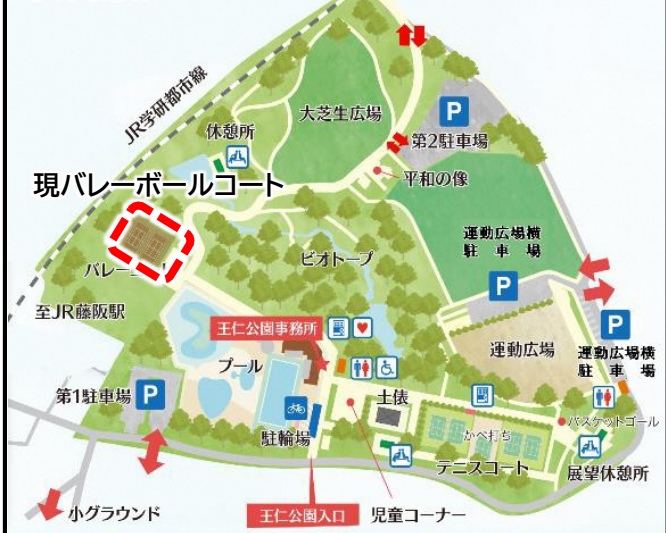 JR学研都市線
大芝生広場
P
第2駐車場
休憩所
現バレーボールコート
平和の像
運動広場横
駐車場
バレーコート
ビオトープ
至JR藤阪駅
P
王仁公園事務所
プール
運動広場
P
運動広場横
駐車場
第1駐車場
P
土俵
バスケットゴール
かべ打ち
駐輪場
テニスコート
展望休憩所
小グラウンド
王仁公園入口
児童コーナー